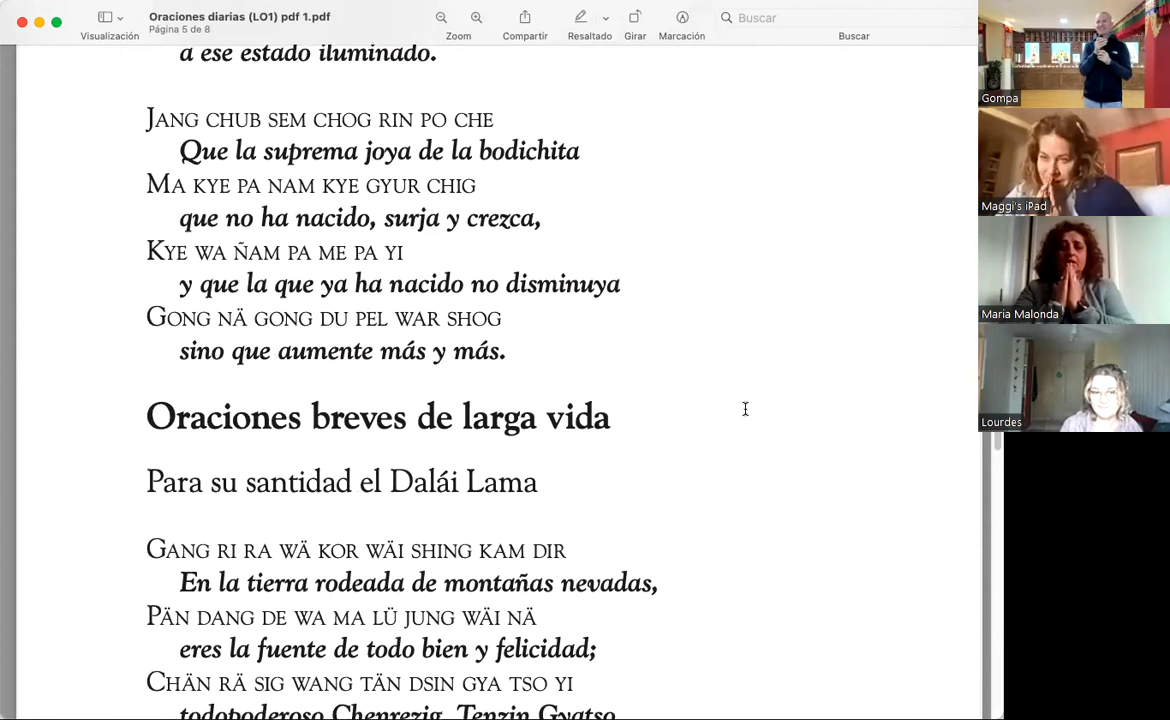 Oraciones diarias (LO1) pdf 1.pdf
Página 5 de 8
Visualización
Zoom
Compartir
Resaltado
Girar
Marcación
Buscar
Buscar
a ese estado iluminado.
JANG CHUB SEM CHOG RIN PO CHE
Que la suprema joya de la bodichita
MA KYE PA NAM KYE GYUR CHIG
que no ha nacido, surja y crezca,
KYE WA ÑAM PA ME PA YI
y que la que ya ha nacido no disminuya
GONG NÄ GONG DU PEL WAR SHOG
sino que aumente más y más.
Oraciones breves de larga vida
Para su santidad el Dalái Lama
GANG RI RA WÄ KOR WÄI SHING KAM DIR
En la tierra rodeada de montañas nevadas,
PÄN DANG DE WA MA LÜ JUNG WÄI NÄ
eres la fuente de todo bien y felicidad;
CHÄN RÄ SIG WANG TÄN DSIN GYA TSO YI
todopoderoso Chenrezig, Tenzin Gyatso
Gompa
Maggi's iPad
Maria Malonda
Lourdes